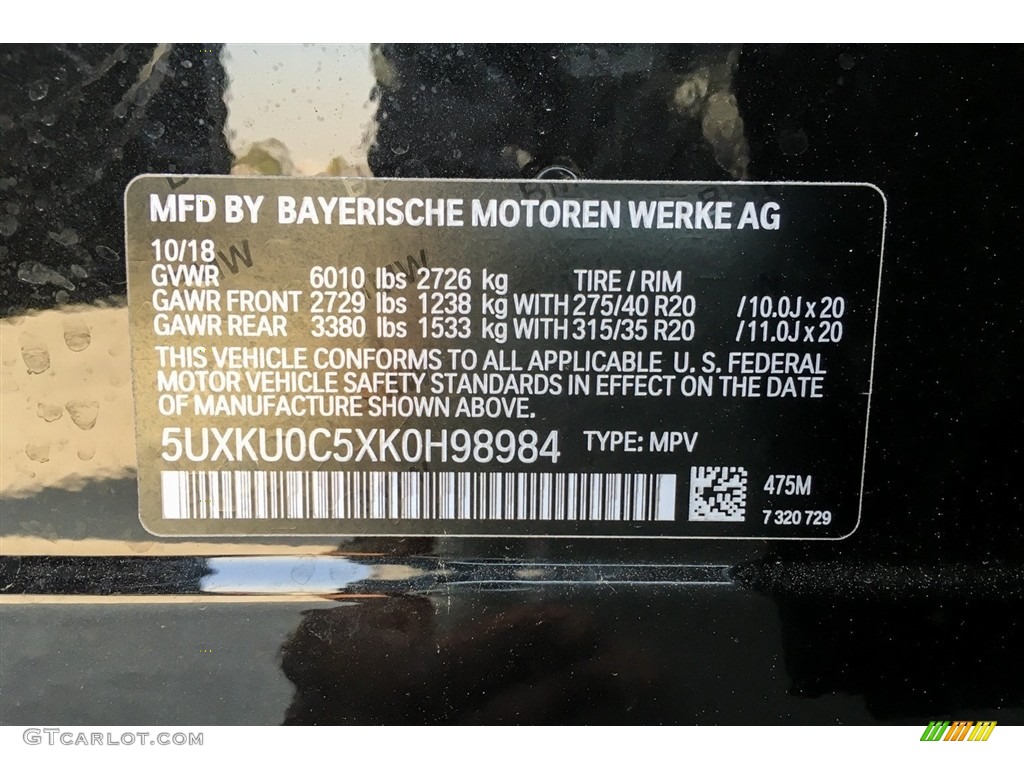 MFD BY BAYERISCHE MOTOREN WERKE AG
10/18
GVWR 6010 lbs 2726 kg TIRE / RIM
GAWR FRONT 2729 lbs 1238 kg WITH 275/40 R20 /10.0J x 20
GAWR REAR 3380 lbs 1533 kg WITH 315/35 R20 /11.0J x 20
THIS VEHICLE CONFORMS TO ALL APPLICABLE U. S. FEDERAL
MOTOR VEHICLE SAFETY STANDARDS IN EFFECT ON THE DATE
OF MANUFACTURE SHOWN ABOVE.
5UXKU0C5XK0H98984 TYPE: MPV
475M
7 320 729
GTCARLOT.COM